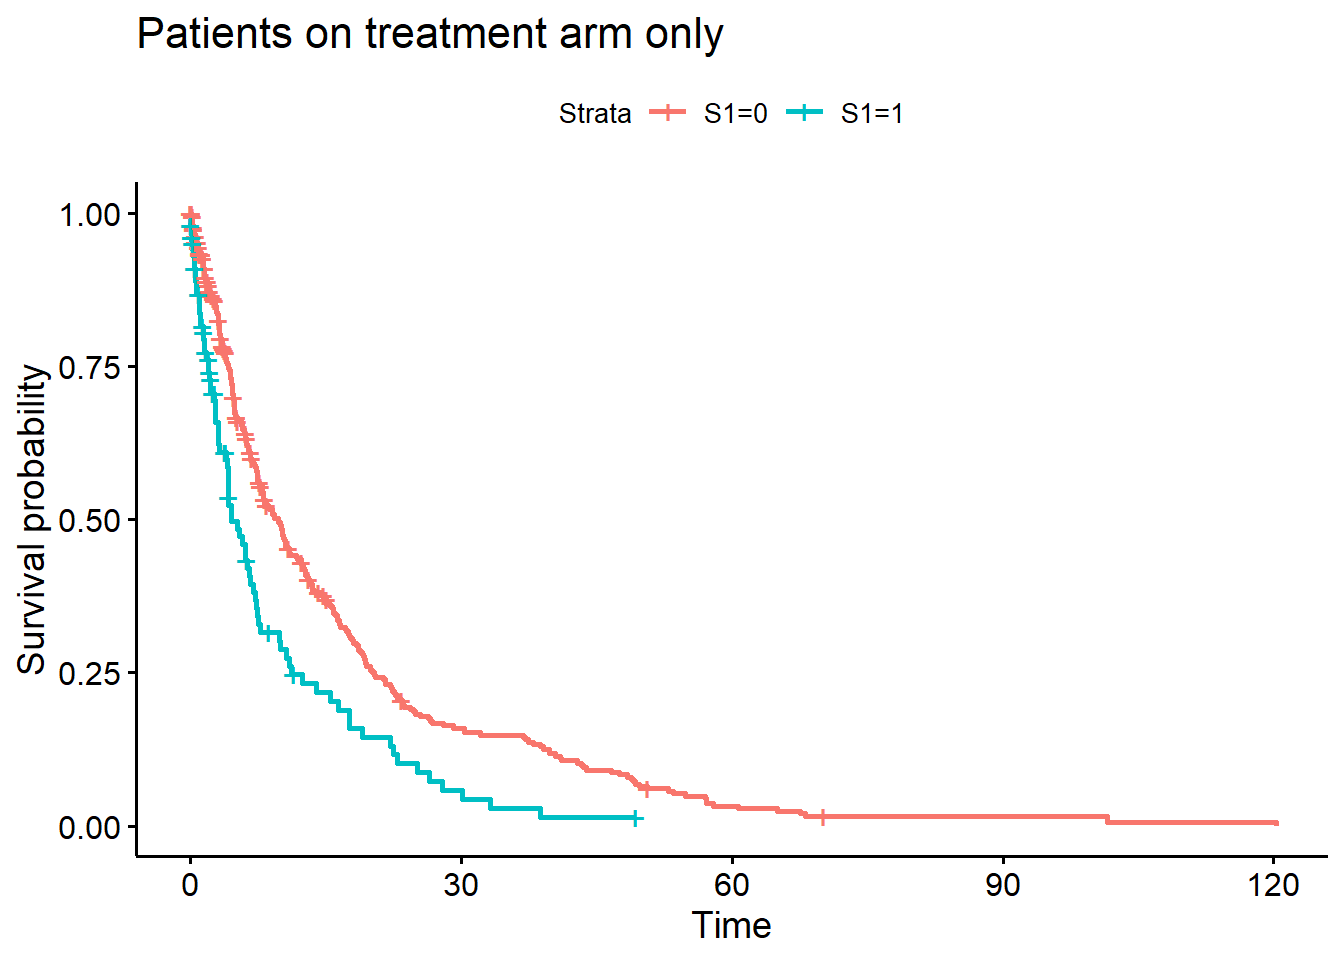 Patients on treatment arm only
Strata S1=0 S1=1
Survival probability
1.00
0.75
0.50
0.25
0.00
0 30 60 90 120
Time